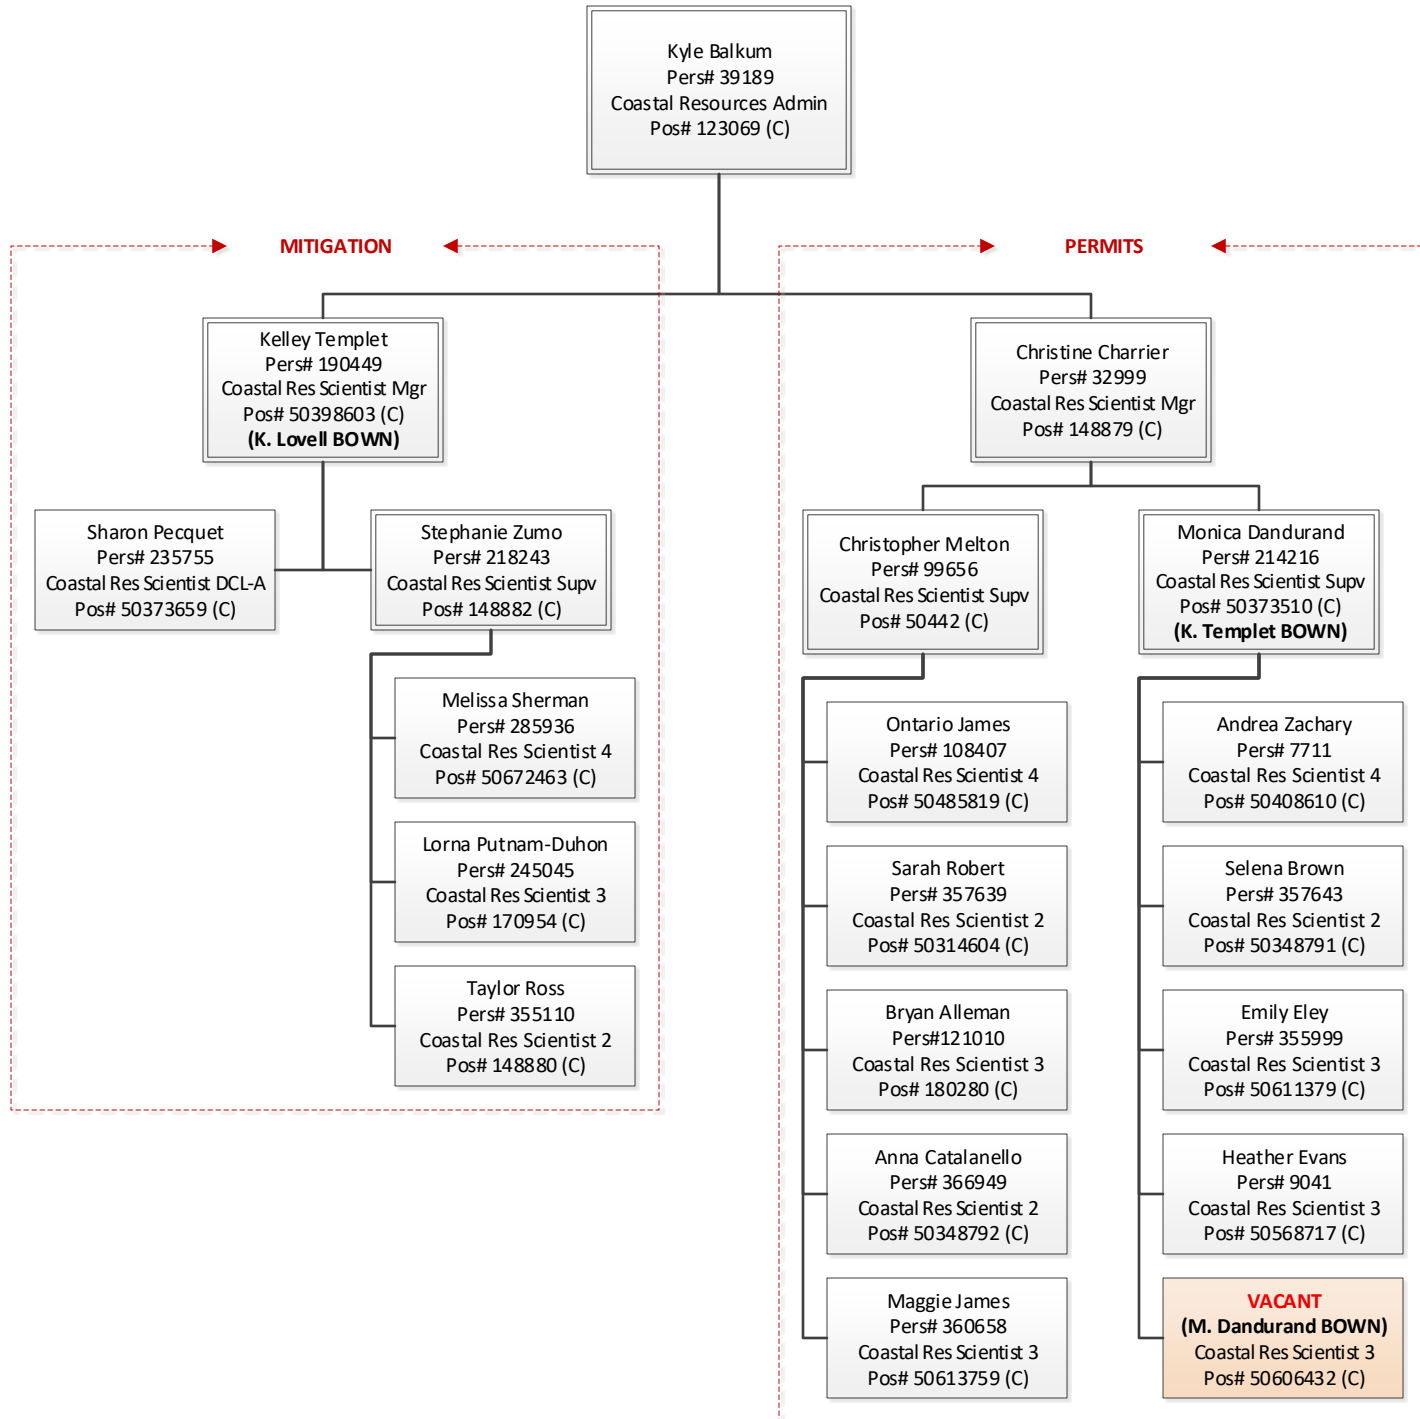 Kyle Balkum
Pers# 39189
Coastal Resources Admin
Pos# 123069 (C)
MITIGATION
Kelley Templet
Pers# 190449
Coastal Res Scientist Mgr
Pos# 50398603 (C)
(K. Lovell BOWN)
Sharon Pecquet
Pers# 235755
Coastal Res Scientist DCL-A
Pos# 50373659 (C)
Stephanie Zumo
Pers# 218243
Coastal Res Scientist Supv
Pos# 148882 (C)
Melissa Sherman
Pers# 285936
Coastal Res Scientist 4
Pos# 50672463 (C)
Lorna Putnam-Duhon
Pers# 245045
Coastal Res Scientist 3
Pos# 170954 (C)
Taylor Ross
Pers# 355110
Coastal Res Scientist 2
Pos# 148880 (C)
PERMITS
Christine Charrier
Pers# 32999
Coastal Res Scientist Mgr
Pos# 148879 (C)
Christopher Melton
Pers# 99656
Coastal Res Scientist Supv
Pos# 50442 (C)
Ontario James
Pers# 108407
Coastal Res Scientist 4
Pos# 50485819 (C)
Sarah Robert
Pers# 357639
Coastal Res Scientist 2
Pos# 50314604 (C)
Bryan Alleman
Pers#121010
Coastal Res Scientist 3
Pos# 180280 (C)
Anna Catalanello
Pers# 366949
Coastal Res Scientist 2
Pos# 50348792 (C)
Maggie James
Pers# 360658
Coastal Res Scientist 3
Pos# 50613759 (C)
Monica Dandurand
Pers# 214216
Coastal Res Scientist Supv
Pos# 50373510 (C)
(K. Templet BOWN)
Andrea Zachary
Pers# 7711
Coastal Res Scientist 4
Pos# 50408610 (C)
Selena Brown
Pers# 357643
Coastal Res Scientist 2
Pos# 50348791 (C)
Emily Eley
Pers# 355999
Coastal Res Scientist 3
Pos# 50611379 (C)
Heather Evans
Pers# 9041
Coastal Res Scientist 3
Pos# 50568717 (C)
VACANT
(M. Dandurand BOWN)
Coastal Res Scientist 3
Pos# 50606432 (C)